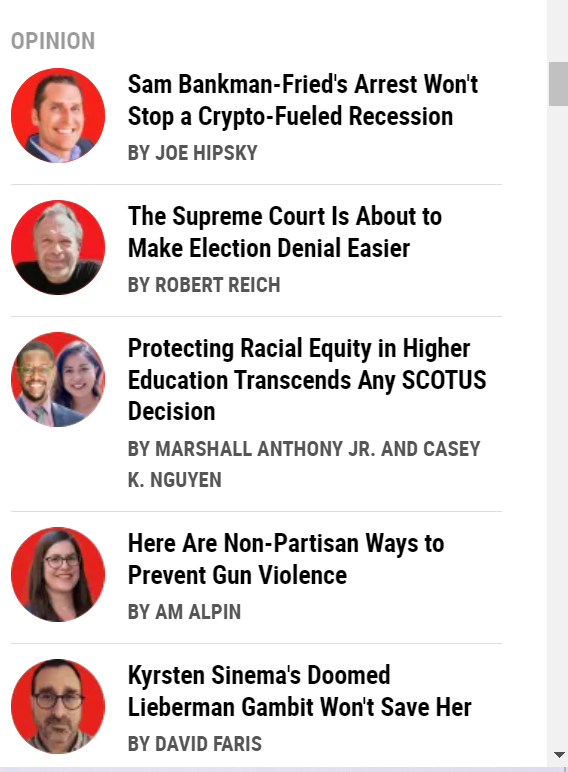 OPINION
Sam Bankman-Fried's Arrest Won't
Stop a Crypto-Fueled Recession
BY JOE HIPSKY
The Supreme Court Is About to
Make Election Denial Easier
BY ROBERT REICH
Protecting Racial Equity in Higher
Education Transcends Any SCOTUS
Decision
BY MARSHALL ANTHONY JR. AND CASEY
K. NGUYEN
Here Are Non-Partisan Ways to
Prevent Gun Violence
BY AM ALPIN
Kyrsten Sinema's Doomed
Lieberman Gambit Won't Save Her
BY DAVID FARIS